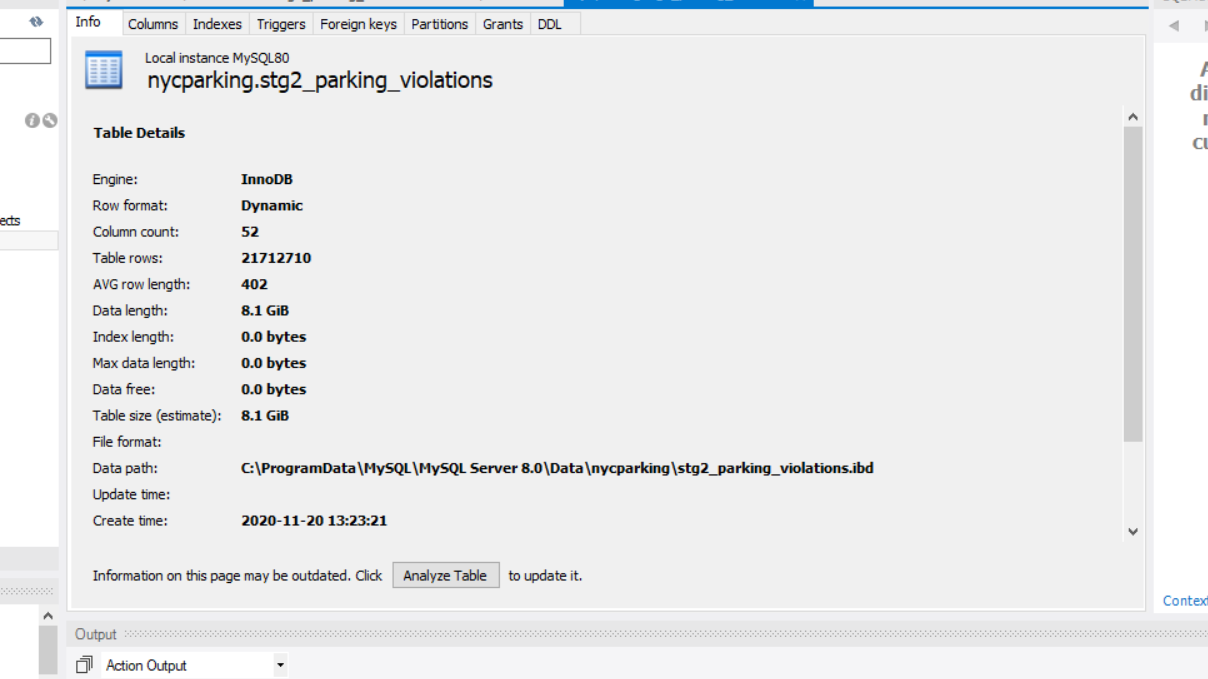 Info Columns Indexes Triggers Foreign keys Partitions Grants DDL
Local instance MySQL80
nycparking.stg2_parking_violations
Table Details
Engine: InnoDB
Row format: Dynamic
Column count: 52
Table rows: 21712710
AVG row length: 402
Data length: 8.1 GiB
Index length: 0.0 bytes
Max data length: 0.0 bytes
Data free: 0.0 bytes
Table size (estimate): 8.1 GiB
File format:
Data path: C:\ProgramData\MySQL\MySQL Server 8.0\Data\nycparking\stg2_parking_violations.ibd
Update time:
Create time: 2020-11-20 13:23:21
Information on this page may be outdated. Click Analyze Table to update it.
ects
A
di
cu
Context
Output
Action Output